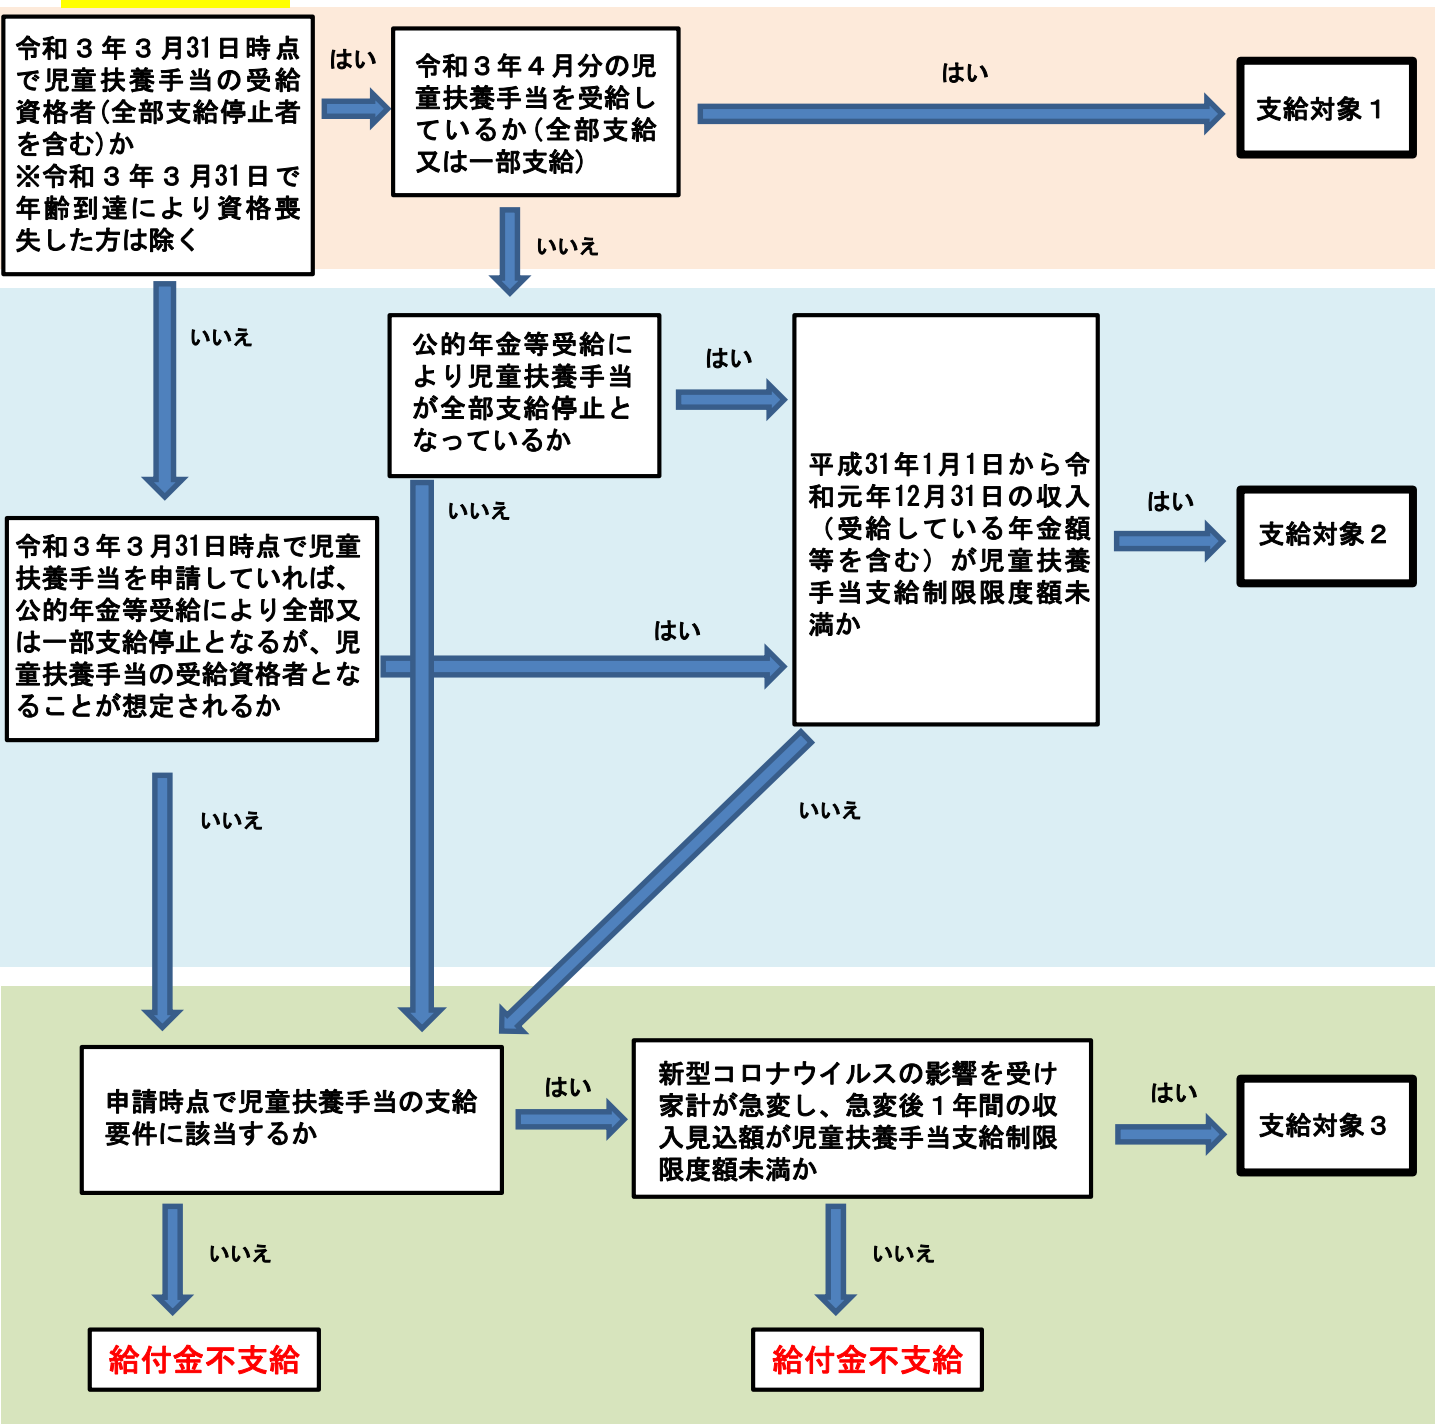 令和３年３月31日時点
で児童扶養手当の受給
資格者(全部支給停止者
を含む)か
※令和３年３月31日で
年齢到達により資格喪
失した方は除く
はい
令和３年４月分の児
童扶養手当を受給し
ているか(全部支給
又は一部支給)
はい
支給対象１
いいえ
いいえ
公的年金等受給に
より児童扶養手当
が全部支給停止と
なっているか
はい
平成31年1月1日から令
和元年12月31日の収入
（受給している年金額
等を含む）が児童扶養
手当支給制限限度額未
満か
はい
支給対象２
いいえ
令和３年３月31日時点で児童
扶養手当を申請していれば、
公的年金等受給により全部又
は一部支給停止となるが、児
童扶養手当の受給資格者とな
ることが想定されるか
はい
いいえ
いいえ
申請時点で児童扶養手当の支給
要件に該当するか
はい
新型コロナウイルスの影響を受け
家計が急変し、急変後１年間の収
入見込額が児童扶養手当支給制限
限度額未満か
はい
支給対象３
いいえ
いいえ
給付金不支給
給付金不支給